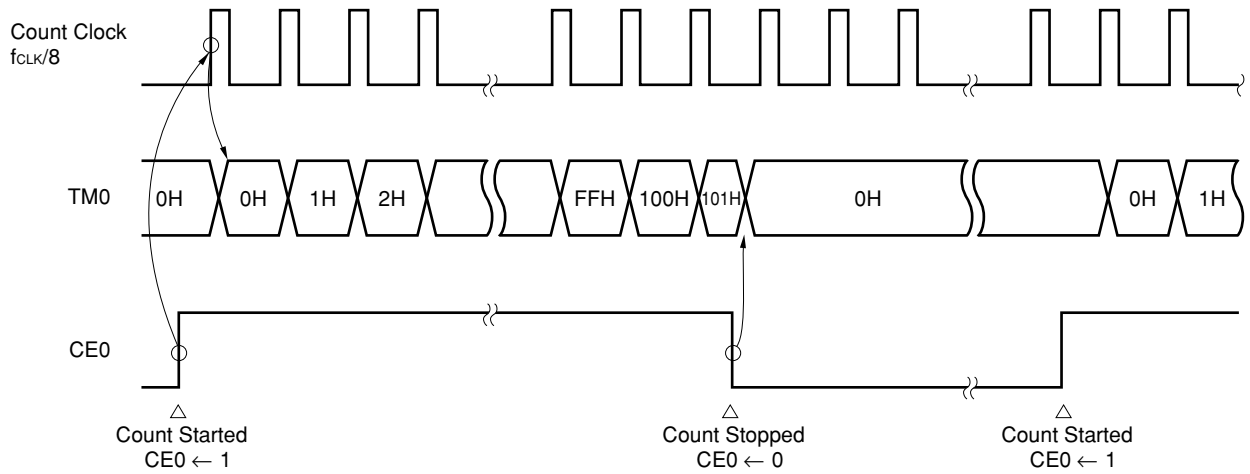 Count Clock
fCLK/8
TM0
0H
0H
1H
2H
FFH
100H
101H
0H
0H
1H
CE0
Count Started
CE0 ← 1
Count Stopped
CE0 ← 0
Count Started
CE0 ← 1